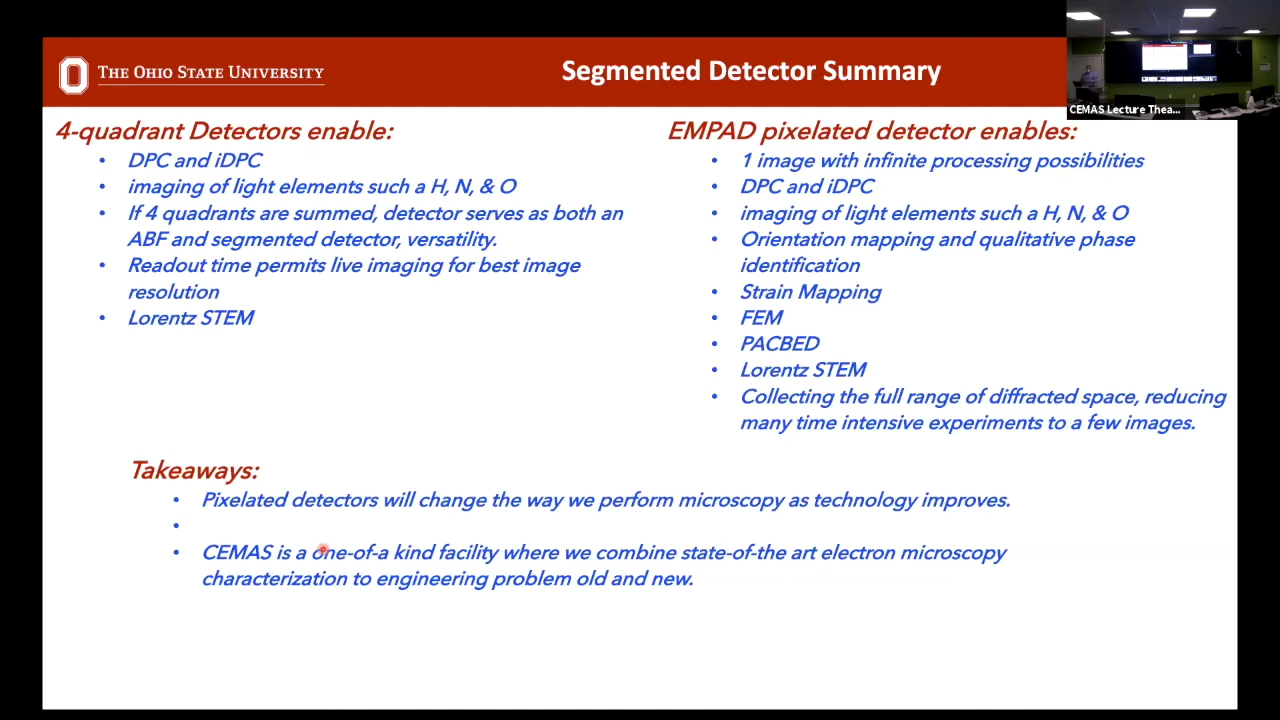 THE OHIO STATE UNIVERSITY
Segmented Detector Summary
CEMAS Lecture Thea...
4-quadrant Detectors enable:
• DPC and iDPC
• imaging of light elements such a H, N, & O
• If 4 quadrants are summed, detector serves as both an
ABF and segmented detector, versatility.
• Readout time permits live imaging for best image
resolution
• Lorentz STEM
EMPAD pixelated detector enables:
• 1 image with infinite processing possibilities
• DPC and iDPC
• imaging of light elements such a H, N, & O
• Orientation mapping and qualitative phase
identification
• Strain Mapping
• FEM
• PACBED
• Lorentz STEM
• Collecting the full range of diffracted space, reducing
many time intensive experiments to a few images.
Takeaways:
• Pixelated detectors will change the way we perform microscopy as technology improves.
•
• CEMAS is a one-of-a kind facility where we combine state-of-the art electron microscopy
characterization to engineering problem old and new.